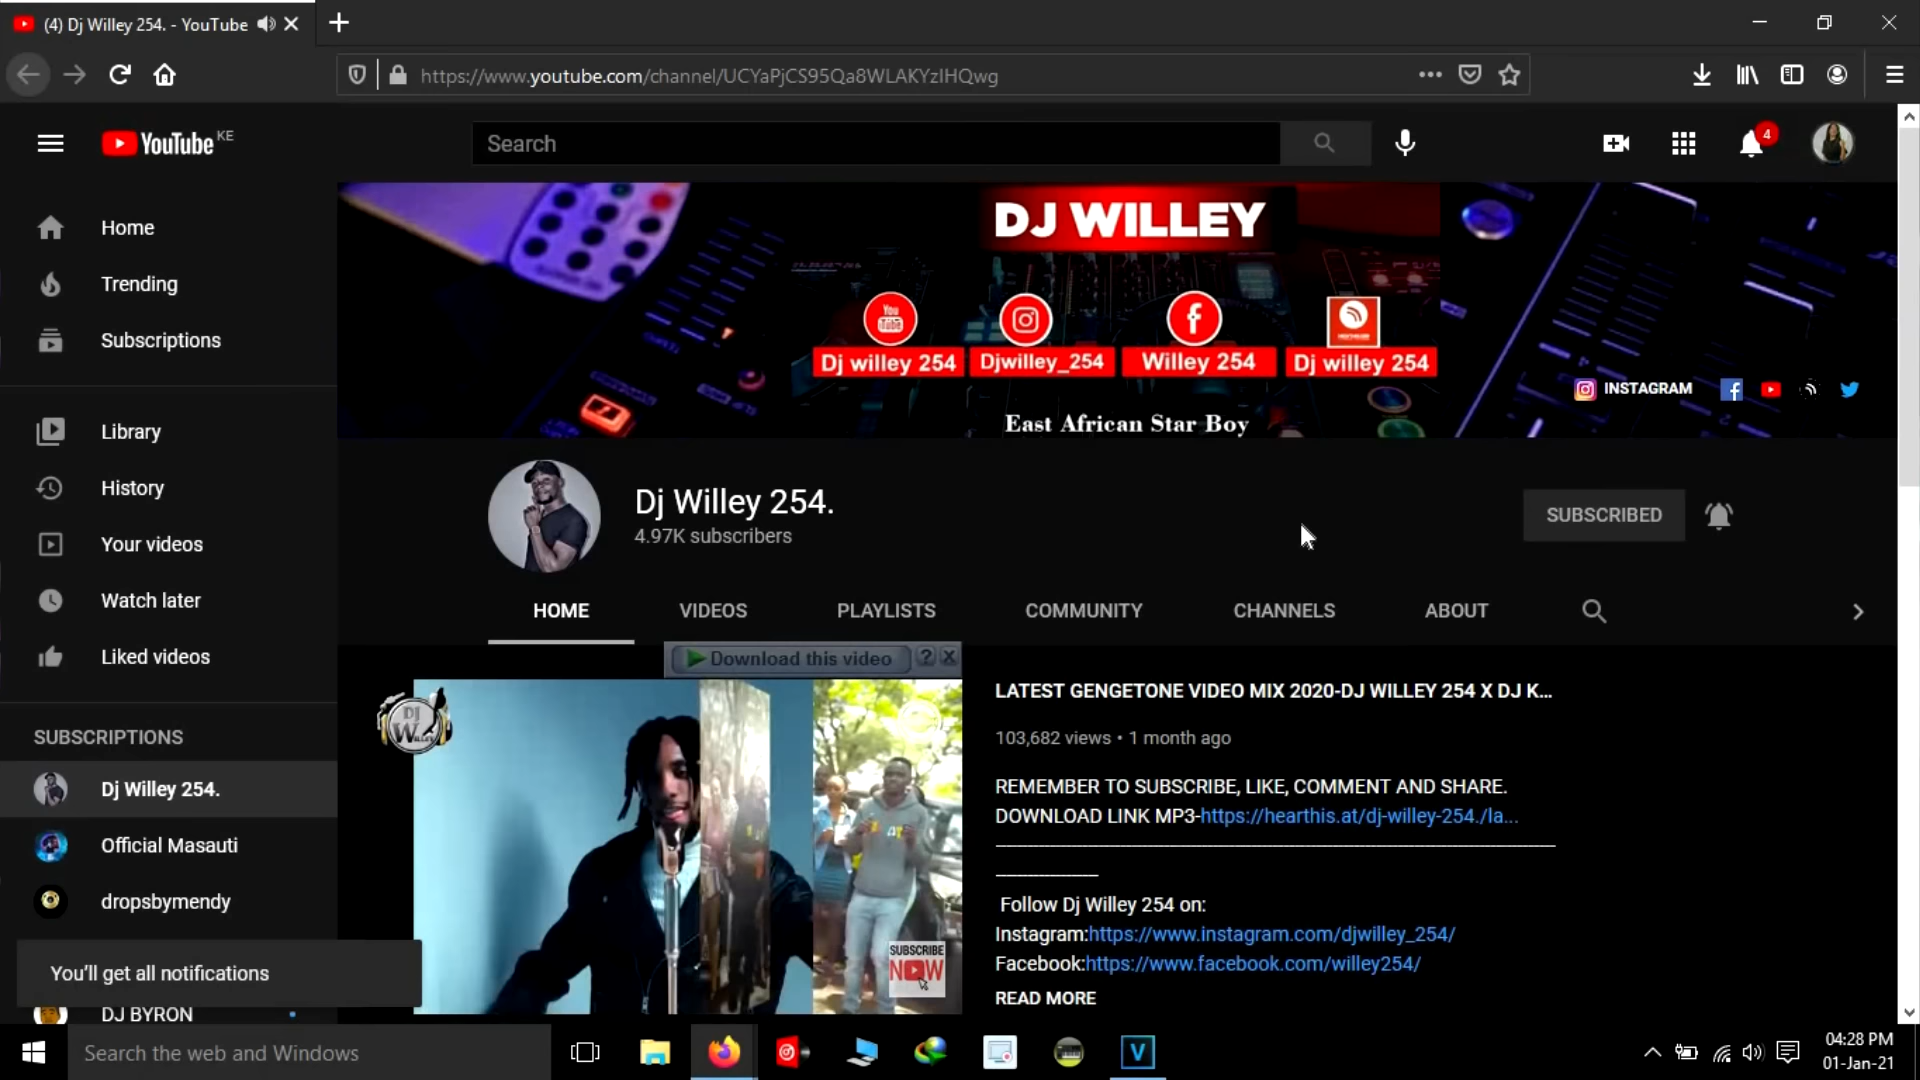 (4) Dj Willey 254. - YouTube
https://www.youtube.com/channel/UCYaPjCS95Qa8WLAKYzIHQwg
YouTube KE
Search
4
Home
Trending
Subscriptions
Library
History
Your videos
Watch later
Liked videos
SUBSCRIPTIONS
Dj Willey 254.
Official Masauti
dropsbymendy
You'll get all notifications
DJ BYRON
DJ WILLEY
You
Tube
Dj willey 254
Djwilley_254
Willey 254
Dj willey 254
East African Star Boy
INSTAGRAM
Dj Willey 254.
4.97K subscribers
SUBSCRIBED
HOME
VIDEOS
PLAYLISTS
COMMUNITY
CHANNELS
ABOUT
Download this video ? X
DJ
Willey
SUBSCRIBE
NOW
LATEST GENGETONE VIDEO MIX 2020-DJ WILLEY 254 X DJ K...
103,682 views • 1 month ago
REMEMBER TO SUBSCRIBE, LIKE, COMMENT AND SHARE.
DOWNLOAD LINK MP3-https://hearthis.at/dj-willey-254./la...
Follow Dj Willey 254 on:
Instagram:https://www.instagram.com/djwilley_254/
Facebook:https://www.facebook.com/willey254/
READ MORE
Search the web and Windows
V
04:28 PM
01-Jan-21